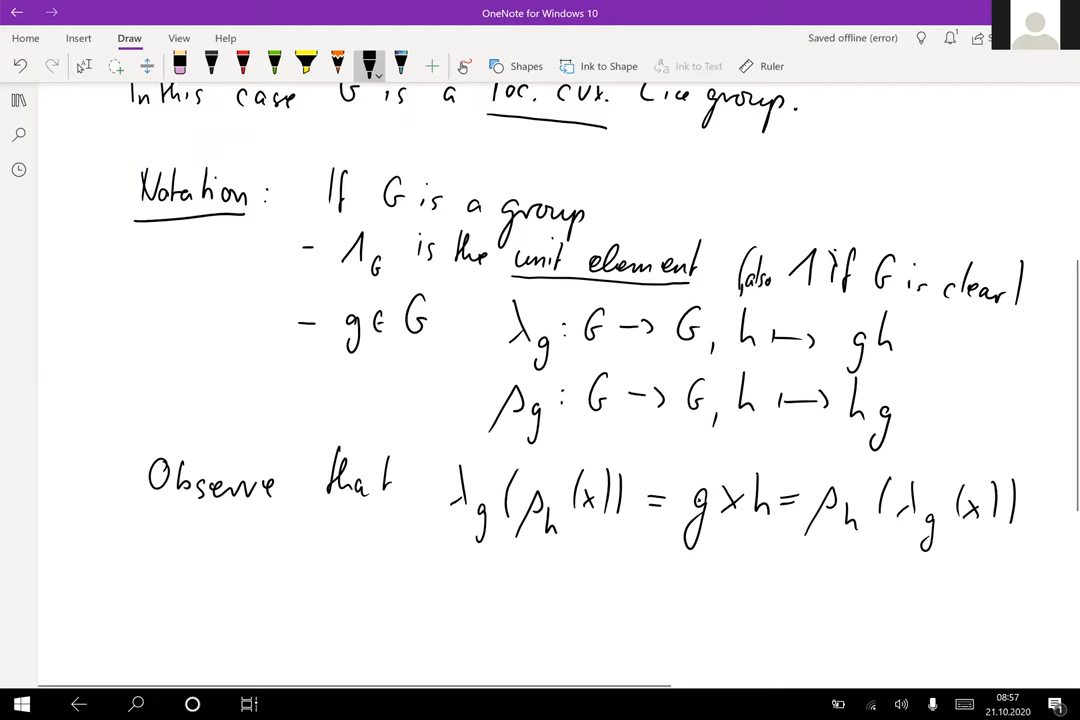 OneNote for Windows 10
Home Insert Draw View Help
Saved offline (error)
Shapes Ink to Shape Ink to Text Ruler
In this case G is a loc. cvx. Lie group.
Notation: If G is a group
- 1_G is the unit element (also 1 if G is clear)
- g ∈ G λ_g : G → G, h ↦ gh
ρ_g : G → G, h ↦ hg
Observe that λ_g(ρ_h(x)) = gxh = ρ_h(λ_g(x))
08:57
21.10.2020